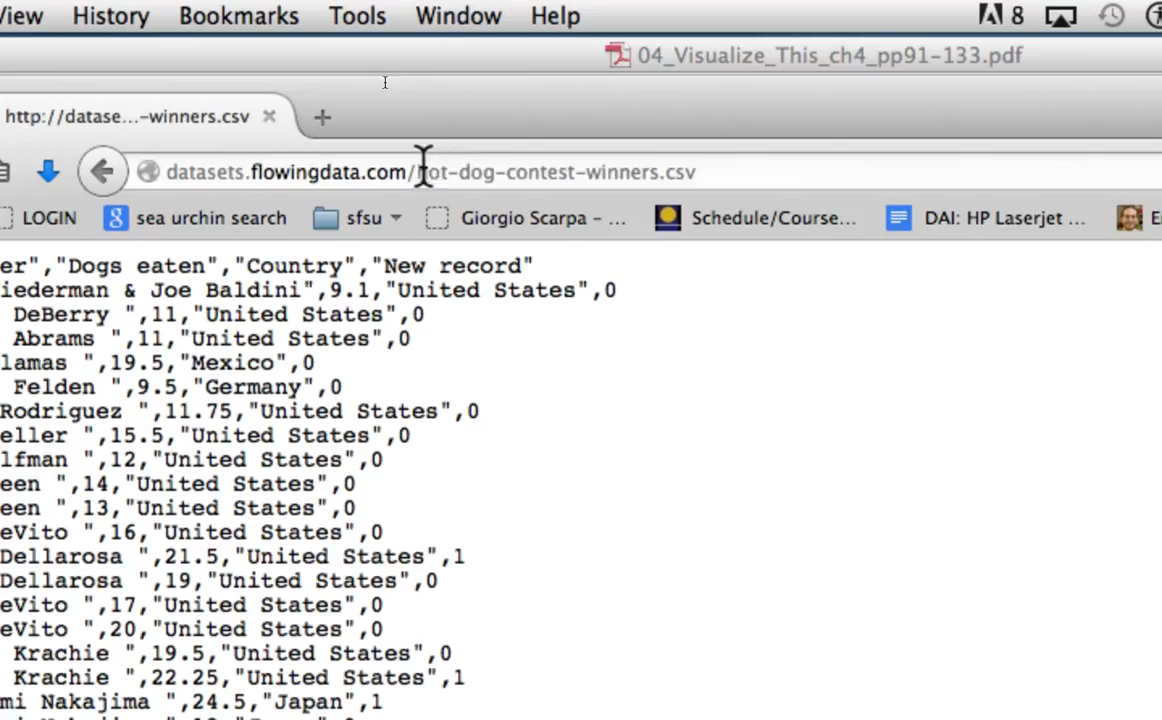 View History Bookmarks Tools Window Help 8
04_Visualize_This_ch4_pp91-133.pdf
http://datase...-winners.csv
datasets.flowingdata.com/hot-dog-contest-winners.csv
LOGIN sea urchin search sfsu Giorgio Scarpa – ... Schedule/Course... DAI: HP Laserjet ...
er","Dogs eaten","Country","New record"
iederman & Joe Baldini",9.1,"United States",0
DeBerry ",11,"United States",0
Abrams ",11,"United States",0
lamas ",19.5,"Mexico",0
Felden ",9.5,"Germany",0
Rodriguez ",11.75,"United States",0
eller ",15.5,"United States",0
lfman ",12,"United States",0
een ",14,"United States",0
een ",13,"United States",0
eVito ",16,"United States",0
Dellarosa ",21.5,"United States",1
Dellarosa ",19,"United States",0
eVito ",17,"United States",0
eVito ",20,"United States",0
Krachie ",19.5,"United States",0
Krachie ",22.25,"United States",1
mi Nakajima ",24.5,"Japan",1